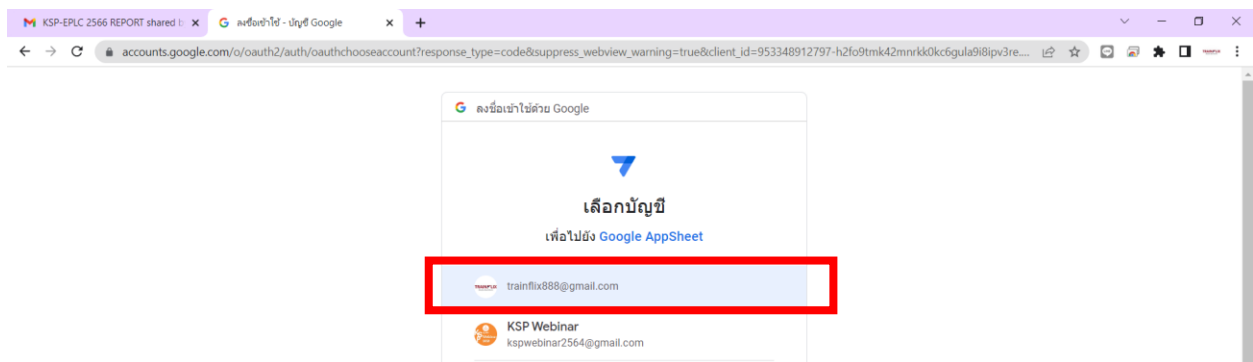 KSP-EPLC 2566 REPORT shared b
ลงชื่อเข้าใช้ - บัญชี Google
accounts.google.com/o/oauth2/auth/oauthchooseaccount?response_type=code&suppress_webview_warning=true&client_id=953348912797-h2fo9tmk42mnrkk0kc6gula9i8ipv3re....
ลงชื่อเข้าใช้ด้วย Google
เลือกบัญชี
เพื่อไปยัง Google AppSheet
TRAINFLIX trainflix888@gmail.com
KSP Webinar
kspwebinar2564@gmail.com